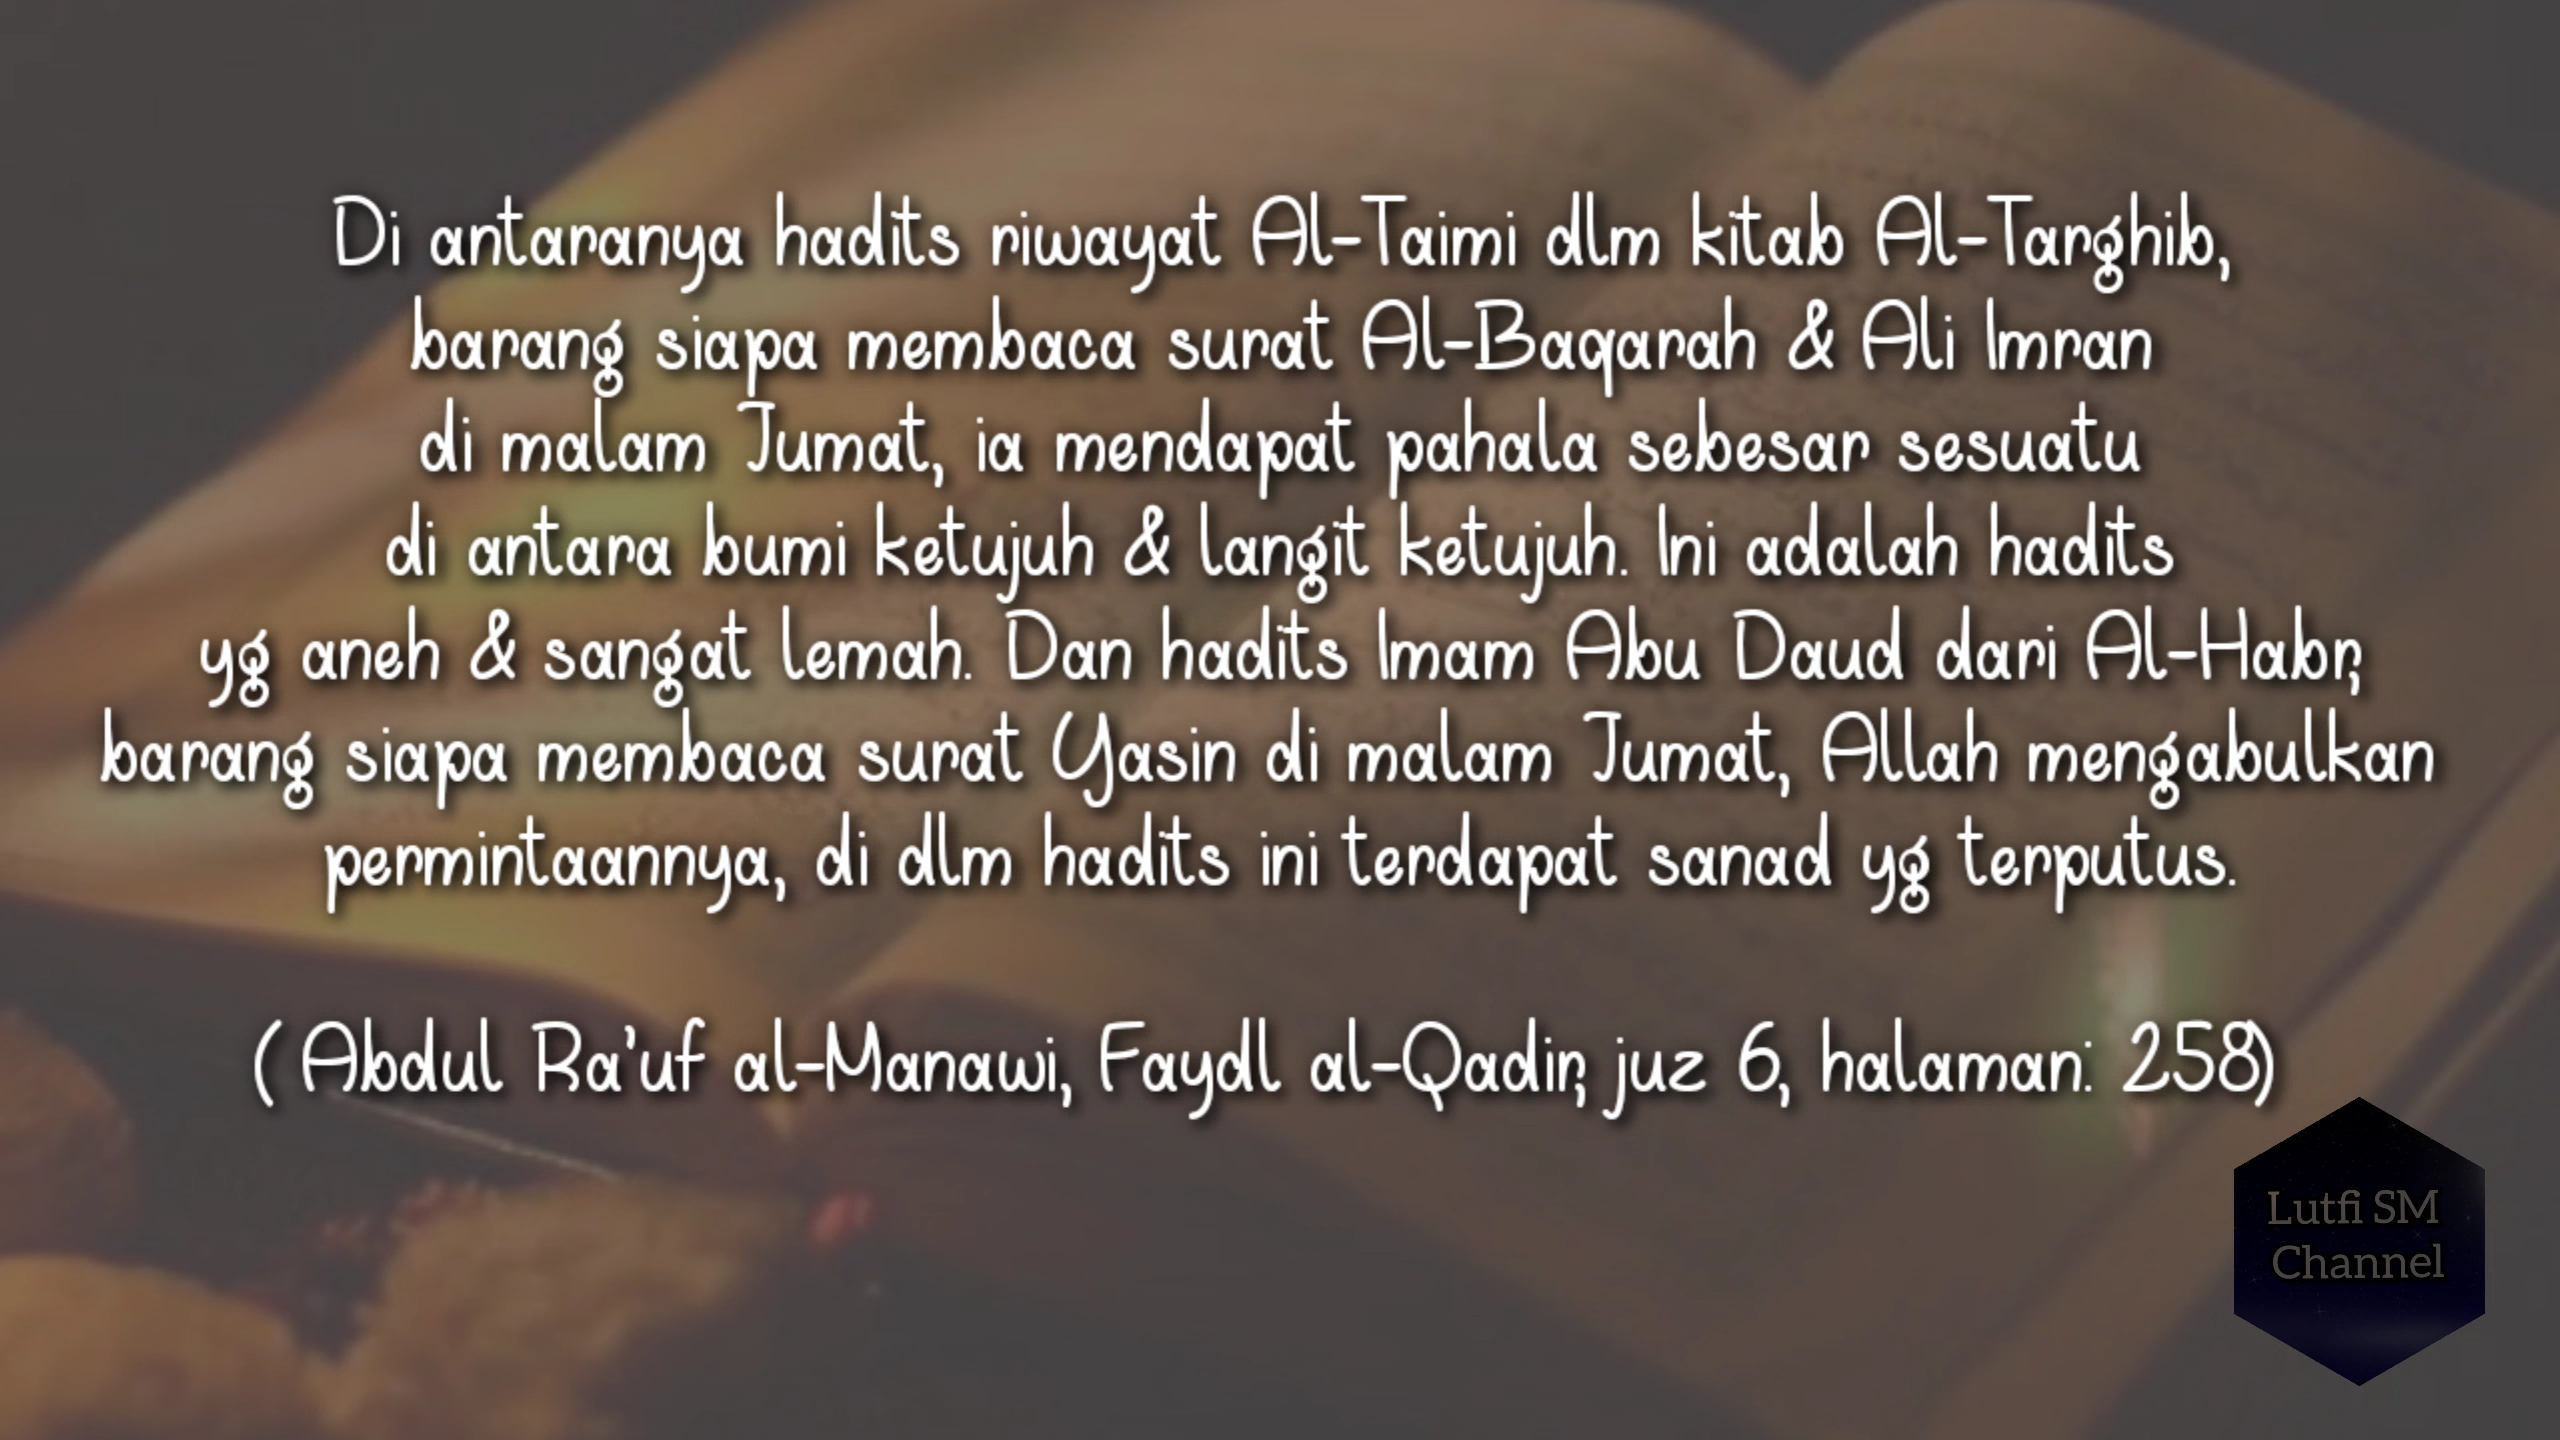 Di antaranya hadits riwayat Al-Taimi dlm kitab Al-Targhib,
barang siapa membaca surat Al-Baqarah & Ali Imran
di malam Jumat, ia mendapat pahala sebesar sesuatu
di antara bumi ketujuh & langit ketujuh. Ini adalah hadits
yg aneh & sangat lemah. Dan hadits Imam Abu Daud dari Al-Habr,
barang siapa membaca surat Yasin di malam Jumat, Allah mengabulkan
permintaannya, di dlm hadits ini terdapat sanad yg terputus.
( Abdul Ra'uf al-Manawi, Faydl al-Qadir, juz 6, halaman: 258)
Lutfi SM
Channel